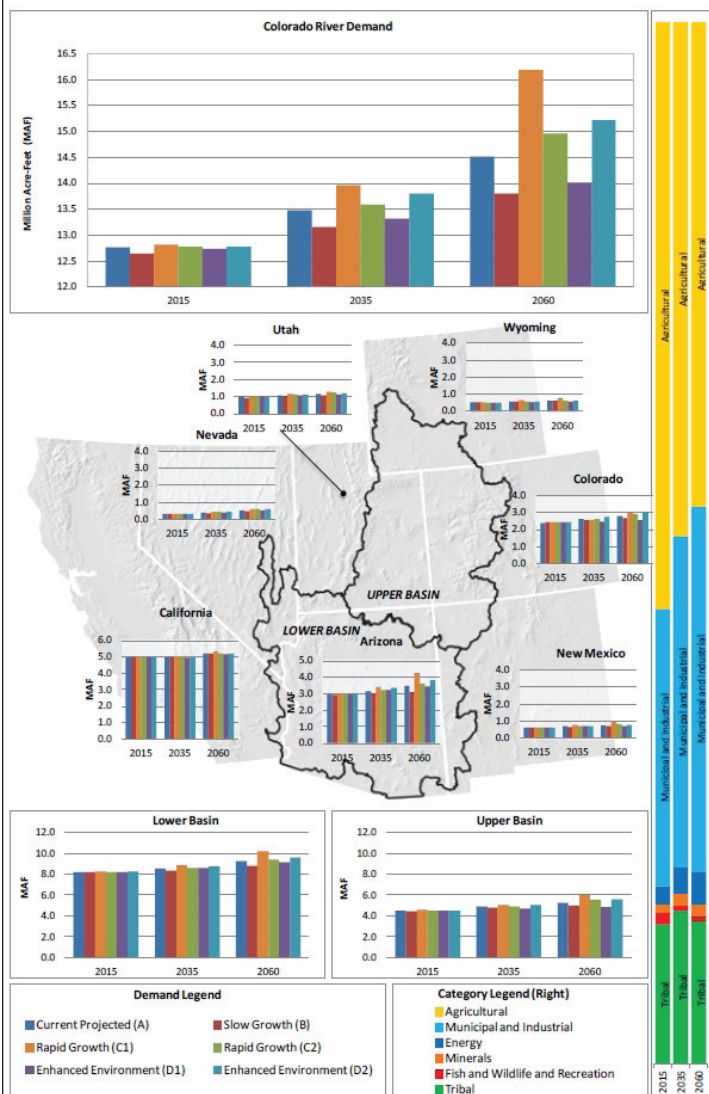 Colorado River Demand
Million Acre-Feet (MAF)
16.5
16.0
15.5
15.0
14.5
14.0
13.5
13.0
12.5
12.0
2015 2035 2060
Utah
MAF
4.0
3.0
2.0
1.0
0.0
2015 2035 2060
Wyoming
MAF
4.0
3.0
2.0
1.0
0.0
2015 2035 2060
Nevada
MAF
4.0
3.0
2.0
1.0
0.0
2015 2035 2060
Colorado
MAF
4.0
3.0
2.0
1.0
0.0
2015 2035 2060
UPPER BASIN
LOWER BASIN
California
MAF
6.0
5.0
4.0
3.0
2.0
1.0
0.0
2015 2035 2060
Arizona
MAF
5.0
4.0
3.0
2.0
1.0
0.0
2015 2035 2060
New Mexico
MAF
4.0
3.0
2.0
1.0
0.0
2015 2035 2060
Lower Basin
MAF
12.0
10.0
8.0
6.0
4.0
2.0
0.0
2015 2035 2060
Upper Basin
MAF
12.0
10.0
8.0
6.0
4.0
2.0
0.0
2015 2035 2060
Demand Legend
Current Projected (A) Slow Growth (B)
Rapid Growth (C1) Rapid Growth (C2)
Enhanced Environment (D1) Enhanced Environment (D2)
Category Legend (Right)
Agricultural
Municipal and Industrial
Energy
Minerals
Fish and Wildlife and Recreation
Tribal
Agricultural
Municipal and Industrial
Tribal
2015
Agricultural
Municipal and Industrial
Tribal
2035
Agricultural
Municipal and Industrial
Tribal
2060